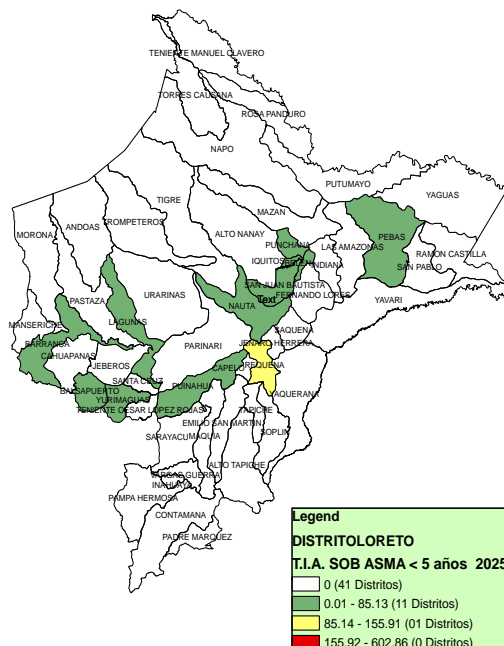 TENIENTE MANUEL CLAVERO
TORRES CAUSANA
ROSA PANDURO
NAPO
PUTUMAYO
YAGUAS
TIGRE
MAZAN
ANDOAS
TROMPETEROS
MORONA
ALTO NANAY
PUNCHANA
PEBAS
IQUITOS
LAS AMAZONAS
RAMON CASTILLA
INDIANA
SAN PABLO
SAN JUAN BAUTISTA
FERNANDO LORES
YAVARI
Text
URARINAS
PASTAZA
NAUTA
LAGUNAS
MANSERICHE
SAQUENA
BARRANCA
PARINARI
JENARO HERRERA
CAHUAPANAS
JEBEROS
CAPELO
REQUENA
SANTA CRUZ
PUINAHUA
BALSAPUERTO
YURIMAGUAS
YAQUERANA
TENIENTE CESAR LOPEZ ROJAS
TAPICHE
EMILIO SAN MARTIN
SOPLIN
SARAYACU
MAQUIA
ALTO TAPICHE
VARGAS GUERRA
INAHUAYA
PAMPA HERMOSA
CONTAMANA
PADRE MARQUEZ
Legend
DISTRITOLORETO
T.I.A. SOB ASMA < 5 años 2025
0 (41 Distritos)
0.01 - 85.13 (11 Distritos)
85.14 - 155.91 (01 Distritos)
155.92 - 602.86 (0 Distritos)